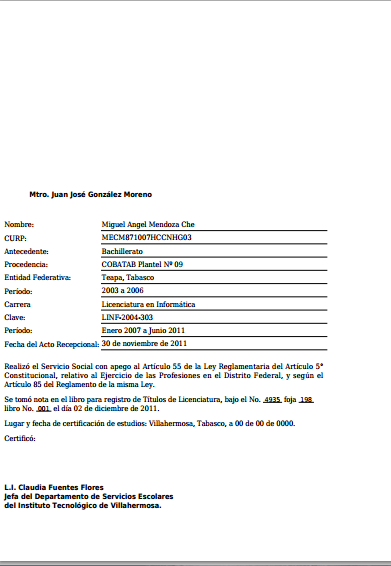 Mtro. Juan José González Moreno
Nombre: Miguel Angel Mendoza Che
CURP: MECM871007HCCNHG03
Antecedente: Bachillerato
Procedencia: COBATAB Plantel Nº 09
Entidad Federativa: Teapa, Tabasco
Período: 2003 a 2006
Carrera Licenciatura en Informática
Clave: LINF-2004-303
Período: Enero 2007 a Junio 2011
Fecha del Acto Recepcional: 30 de noviembre de 2011
Realizó el Servicio Social con apego al Artículo 55 de la Ley Reglamentaria del Artículo 5°
Constitucional, relativo al Ejercicio de las Profesiones en el Distrito Federal, y según el
Artículo 85 del Reglamento de la misma Ley.
Se tomó nota en el libro para registro de Títulos de Licenciatura, bajo el No. 4935 foja 198
libro No. 001 el día 02 de diciembre de 2011.
Lugar y fecha de certificación de estudios: Villahermosa, Tabasco, a 00 de 00 de 0000.
Certificó:
L.I. Claudia Fuentes Flores
Jefa del Departamento de Servicios Escolares
del Instituto Tecnológico de Villahermosa.